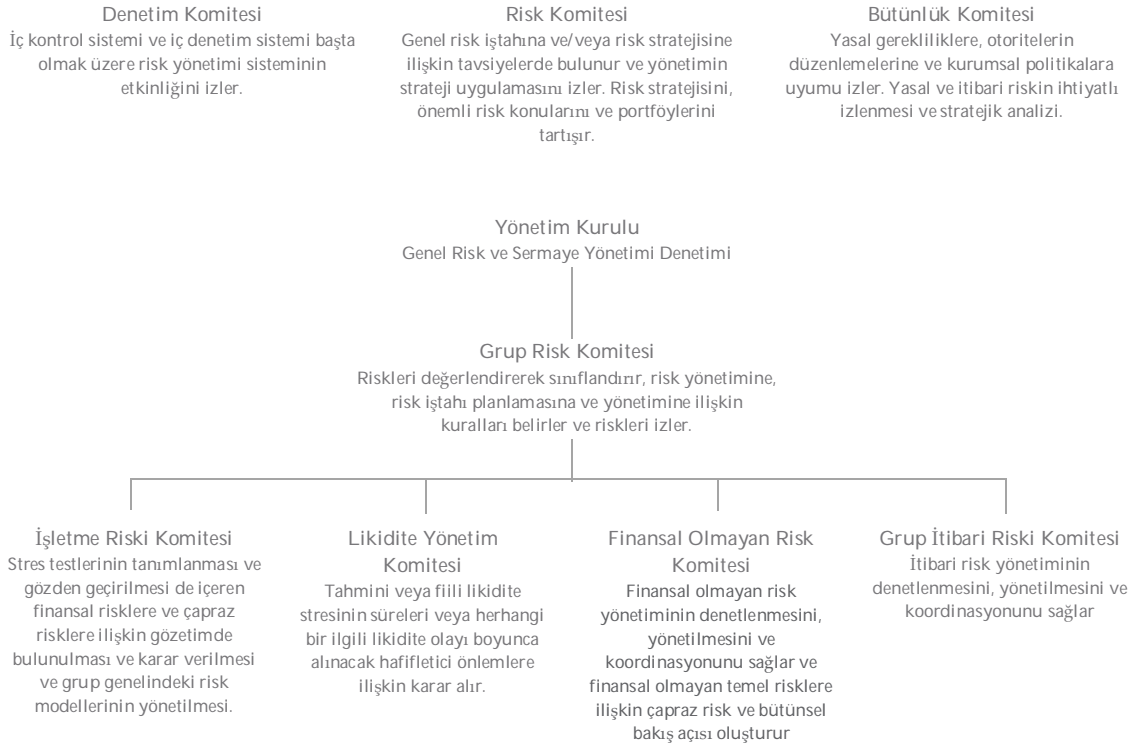 Denetim Komitesi
İç kontrol sistemi ve iç denetim sistemi başta
olmak üzere risk yönetimi sisteminin
etkinliğini izler.
Risk Komitesi
Genel risk iştahına ve/veya risk stratejisine
ilişkin tavsiyelerde bulunur ve yönetimin
strateji uygulamasını izler. Risk stratejisini,
önemli risk konularını ve portföylerini
tartışır.
Bütünlük Komitesi
Yasal gerekliliklere, otoritelerin
düzenlemelerine ve kurumsal politikalara
uyumu izler. Yasal ve itibari riskin ihtiyatlı
izlenmesi ve stratejik analizi.
Yönetim Kurulu
Genel Risk ve Sermaye Yönetimi Denetimi
Grup Risk Komitesi
Riskleri değerlendirerek sınıflandırır, risk yönetimine,
risk iştahı planlamasına ve yönetimine ilişkin
kuralları belirler ve riskleri izler.
İşletme Riski Komitesi
Stres testlerinin tanımlanması ve
gözden geçirilmesi de içeren
finansal risklere ve çapraz
risklere ilişkin gözetimde
bulunulması ve karar verilmesi
ve grup genelindeki risk
modellerinin yönetilmesi.
Likidite Yönetim
Komitesi
Tahmini veya fiili likidite
stresinin süreleri veya herhangi
bir ilgili likidite olayı boyunca
alınacak hafifletici önlemlere
ilişkin karar alır.
Finansal Olmayan Risk
Komitesi
Finansal olmayan risk
yönetiminin denetlenmesini,
yönetilmesini ve
koordinasyonunu sağlar ve
finansal olmayan temel risklere
ilişkin çapraz risk ve bütünsel
bakış açısı oluşturur
Grup İtibari Riski Komitesi
İtibari risk yönetiminin
denetlenmesini, yönetilmesini ve
koordinasyonunu sağlar